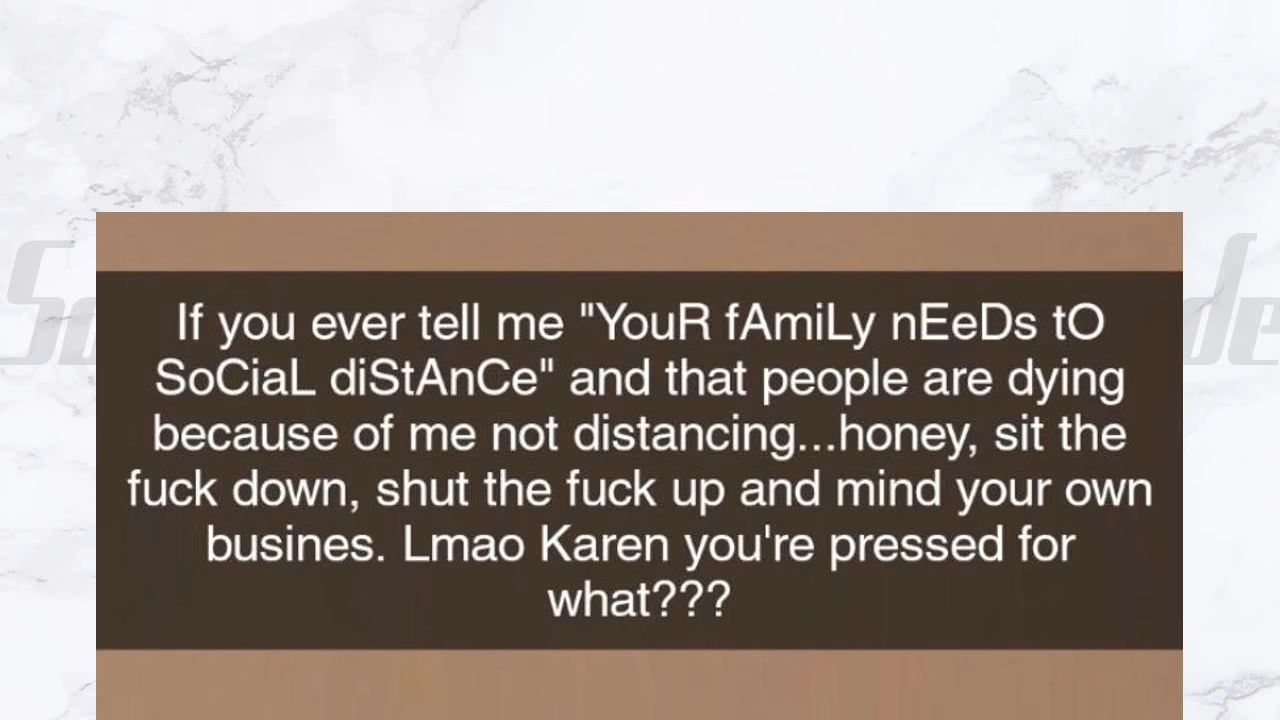 If you ever tell me "YouR fAmiLy nEeDs tO
SoCiaL diStAnCe" and that people are dying
because of me not distancing...honey, sit the
fuck down, shut the fuck up and mind your own
busines. Lmao Karen you're pressed for
what???